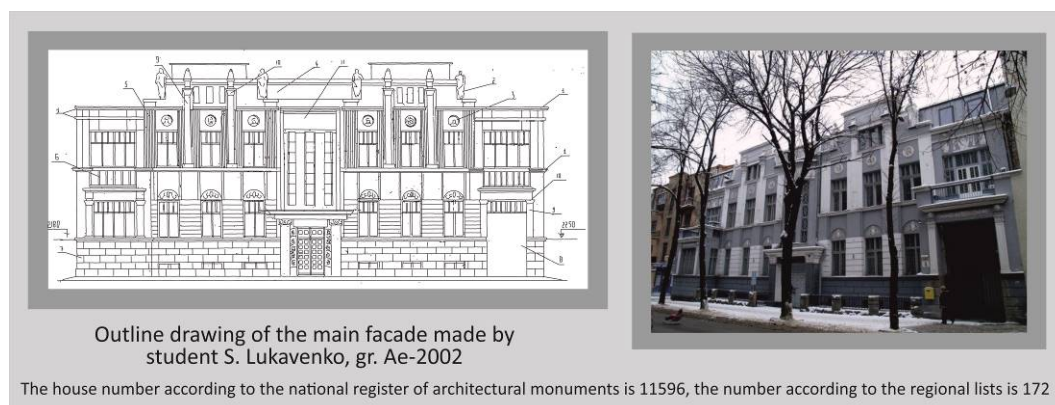 Outline drawing of the main facade made by
student S. Lukavenko, gr. Ae-2002
The house number according to the national register of architectural monuments is 11596, the number according to the regional lists is 172